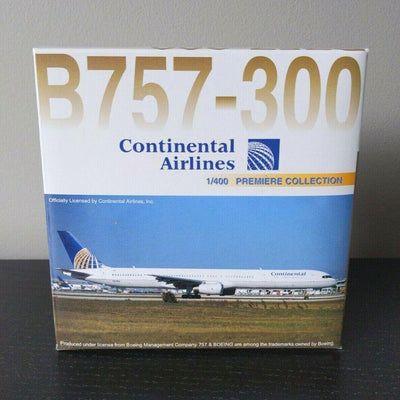 B757-300
Continental
Airlines
1/400 PREMIERE COLLECTION
Officially Licensed by Continental Airlines, Inc.
Continental
Produced under license from Boeing Management Company 757 & BOEING are among the trademarks owned by Boeing.